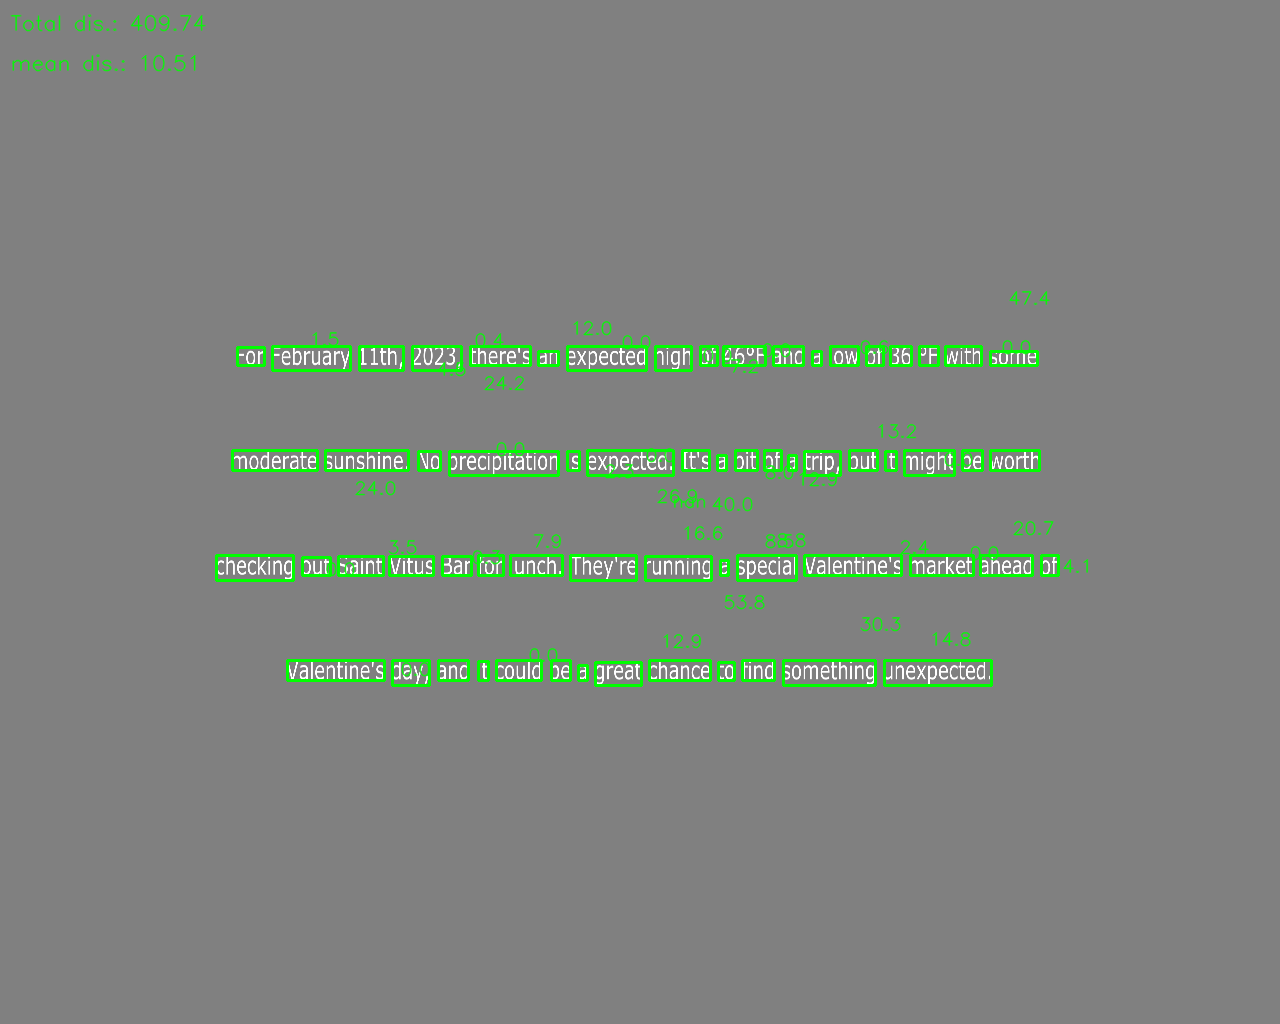 Total dis.: 409.74
mean dis.: 10.51
47.4
12.0
1.5 0.4 0.0 0.0
For February 11th, 2023, there's an expected high of 46°F and a low of 36 °F with some
7.2
24.2
13.2
0.0
moderate sunshine. No precipitation is expected. It's a bit of a trip, but it might be worth
12.9
24.0
26.9 nan 40.0
20.7
16.6
3.5 7.9 2.4 0.0
checking out Saint Vitus Bar for lunch. They're running a special Valentine's market ahead of
53.8
30.3
12.9 14.8
0.0
Valentine's day, and it could be a great chance to find something unexpected.